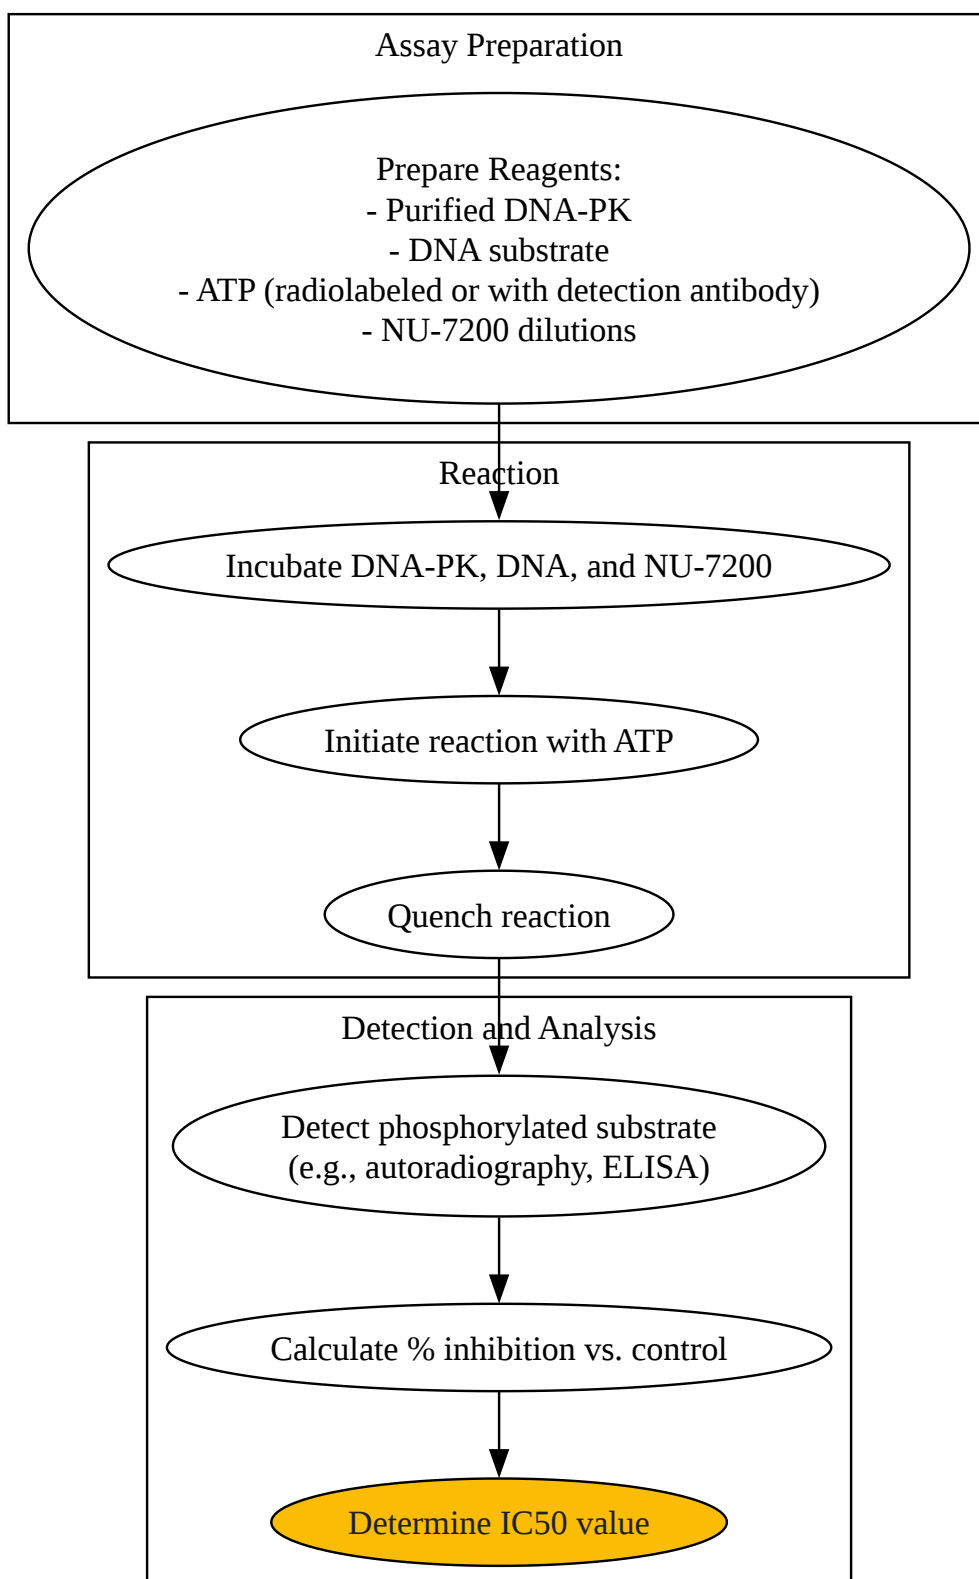 Assay Preparation
Prepare Reagents:
- Purified DNA-PK
- DNA substrate
- ATP (radiolabeled or with detection antibody)
- NU-7200 dilutions
Reaction
Incubate DNA-PK, DNA, and NU-7200
Initiate reaction with ATP
Quench reaction
Detection and Analysis
Detect phosphorylated substrate
(e.g., autoradiography, ELISA)
Calculate % inhibition vs. control
Determine IC50 value